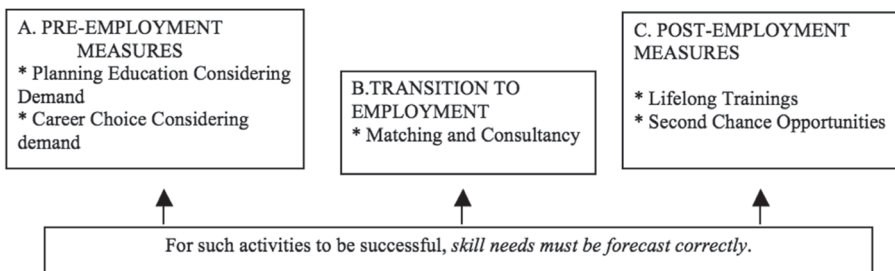 A. PRE-EMPLOYMENT
MEASURES
* Planning Education Considering
Demand
* Career Choice Considering
demand
B.TRANSITION TO
EMPLOYMENT
* Matching and Consultancy
C. POST-EMPLOYMENT
MEASURES
* Lifelong Trainings
* Second Chance Opportunities
For such activities to be successful, skill needs must be forecast correctly.